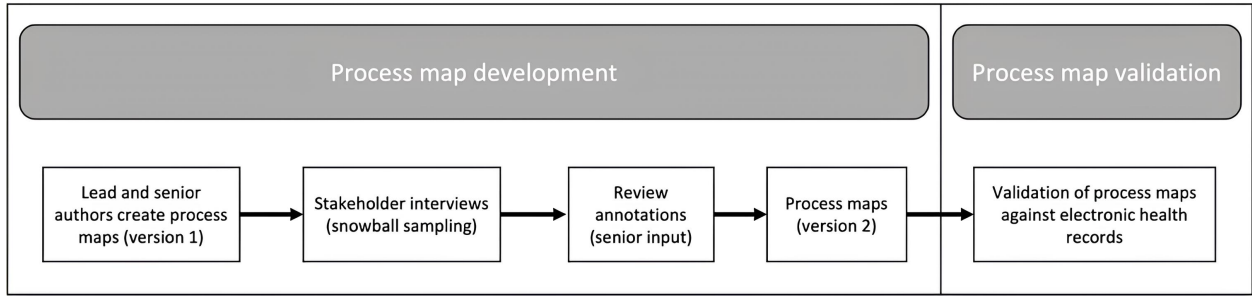 Process map development
Process map validation
Lead and senior
authors create process
maps (version 1)
Stakeholder interviews
(snowball sampling)
Review
annotations
(senior input)
Process maps
(version 2)
Validation of process maps
against electronic health
records